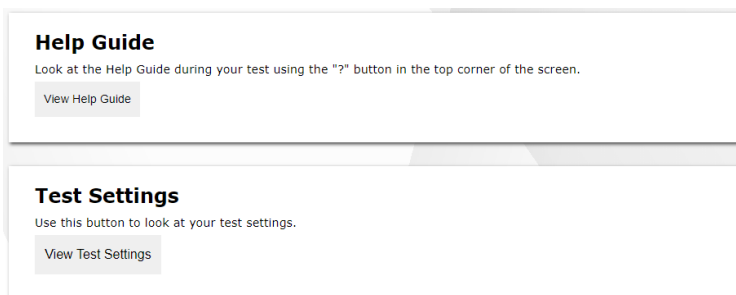 Help Guide
Look at the Help Guide during your test using the "?" button in the top corner of the screen.
View Help Guide
Test Settings
Use this button to look at your test settings.
View Test Settings